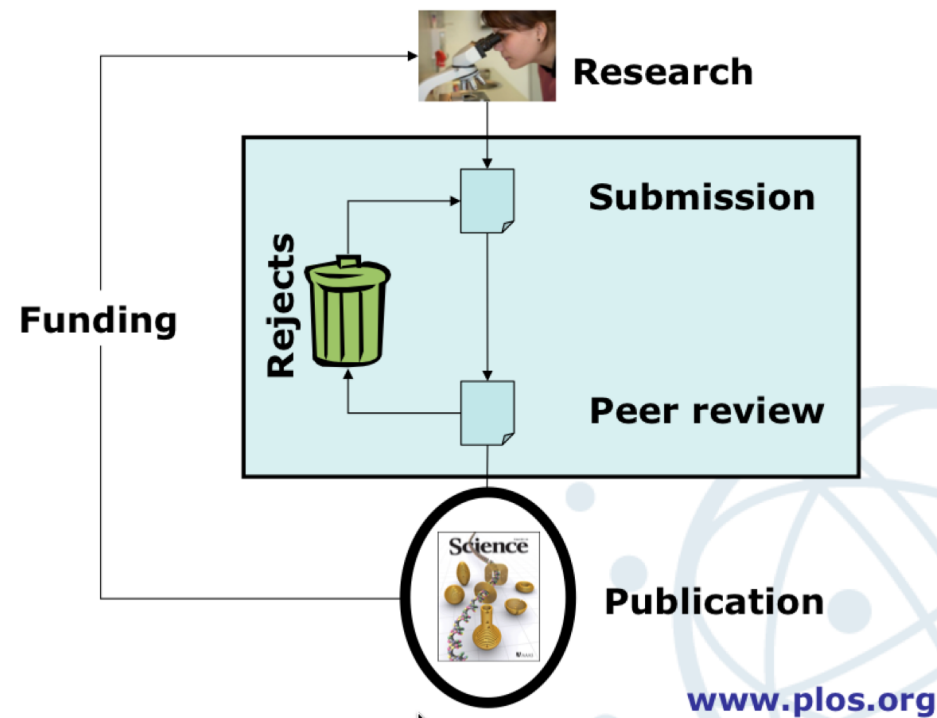 Research
Submission
Rejects
Funding
Peer review
Science
Publication
www.plos.org